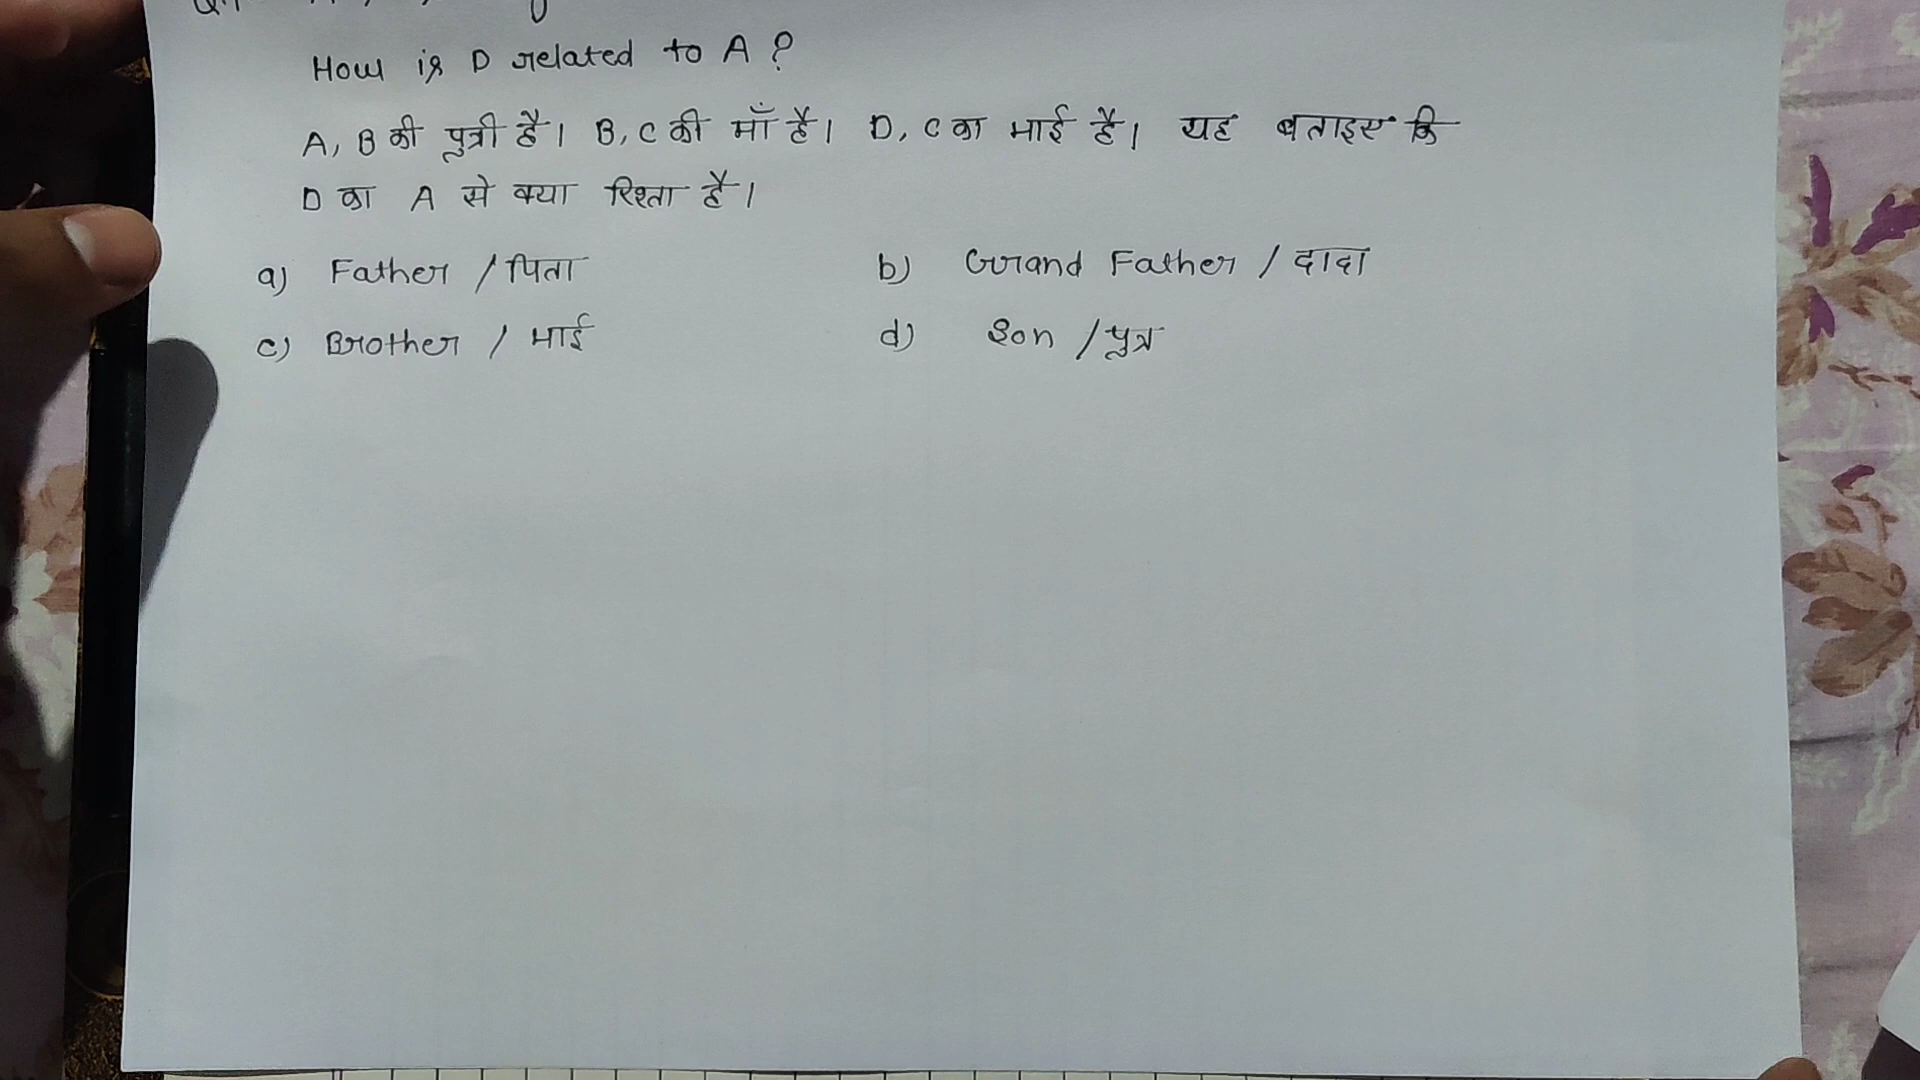 How is D related to A ?
A, B की पुत्री है। B, C की माँ है। D, C का भाई है। यह बताइए कि
D का A से क्या रिश्ता है।
a) Father / पिता
b) Grand Father / दादा
c) Brother / भाई
d) Son / पुत्र